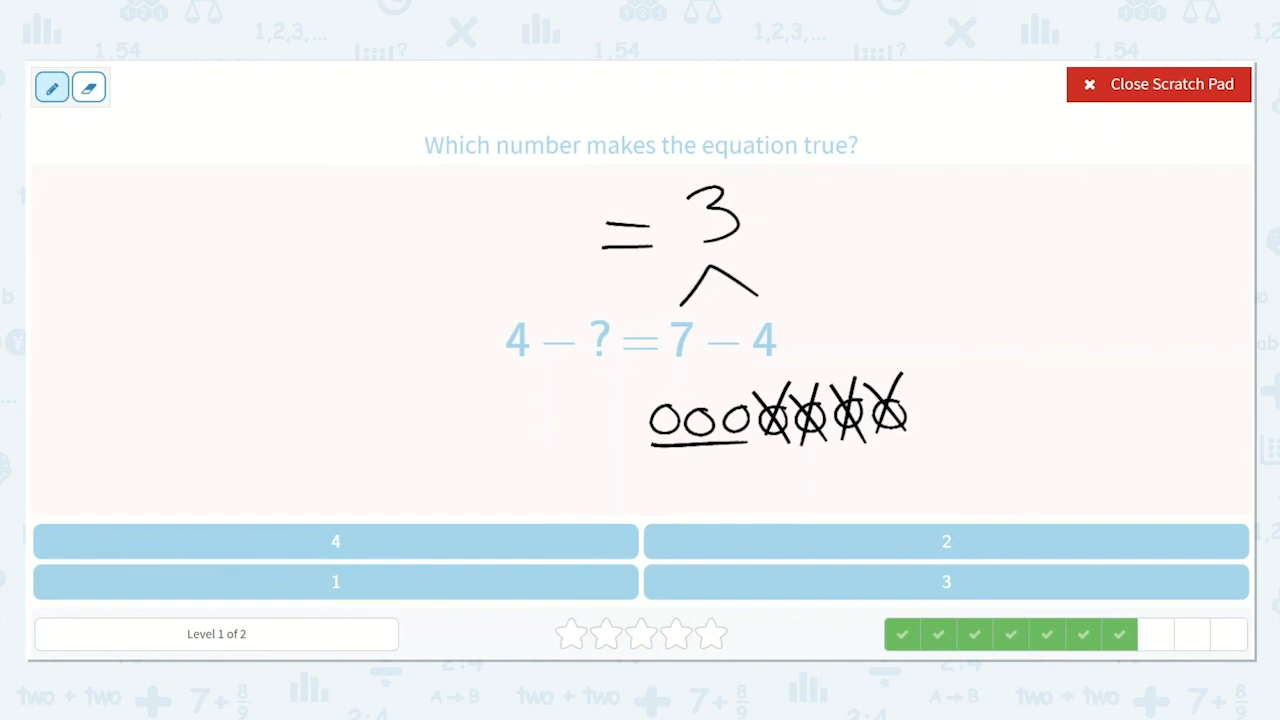 Close Scratch Pad
Which number makes the equation true?
= 3
4 − ? = 7 − 4
4
2
1
3
Level 1 of 2